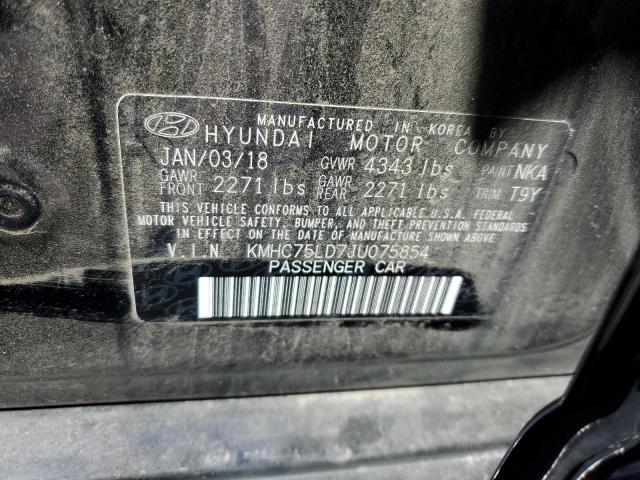 MANUFACTURED IN KOREA BY
HYUNDAI MOTOR COMPANY
JAN/03/18 GVWR 4343 lbs PAINT NKA
GAWR FRONT 2271 lbs GAWR REAR 2271 lbs TRIM T9Y
THIS VEHICLE CONFORMS TO ALL APPLICABLE U.S.A. FEDERAL
MOTOR VEHICLE SAFETY, BUMPER, AND THEFT PREVENTION
STANDARDS IN EFFECT ON THE DATE OF MANUFACTURE SHOWN ABOVE.
V.I.N. KMHC75LD7JU075854
PASSENGER CAR